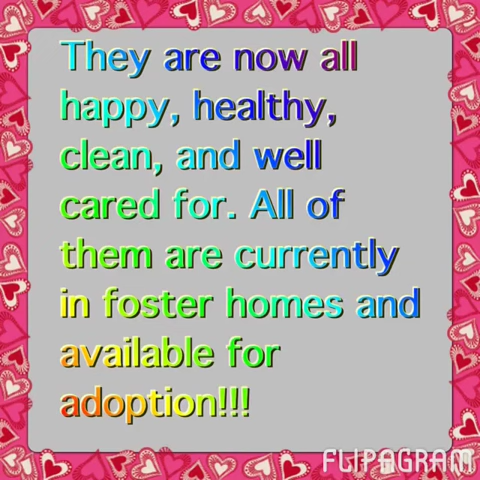 They are now all
happy, healthy,
clean, and well
cared for. All of
them are currently
in foster homes and
available for
adoption!!!
FLIPAGRAM